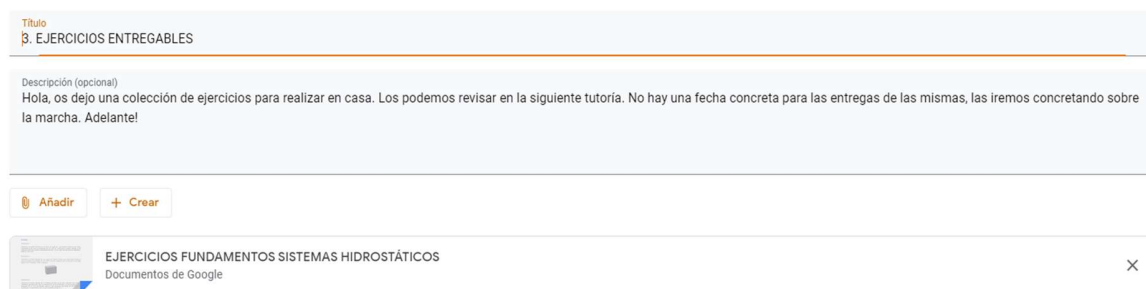 Título
3. EJERCICIOS ENTREGABLES
Descripción (opcional)
Hola, os dejo una colección de ejercicios para realizar en casa. Los podemos revisar en la siguiente tutoría. No hay una fecha concreta para las entregas de las mismas, las iremos concretando sobre
la marcha. Adelante!
Añadir
Crear
EJERCICIOS FUNDAMENTOS SISTEMAS HIDROSTÁTICOS
Documentos de Google